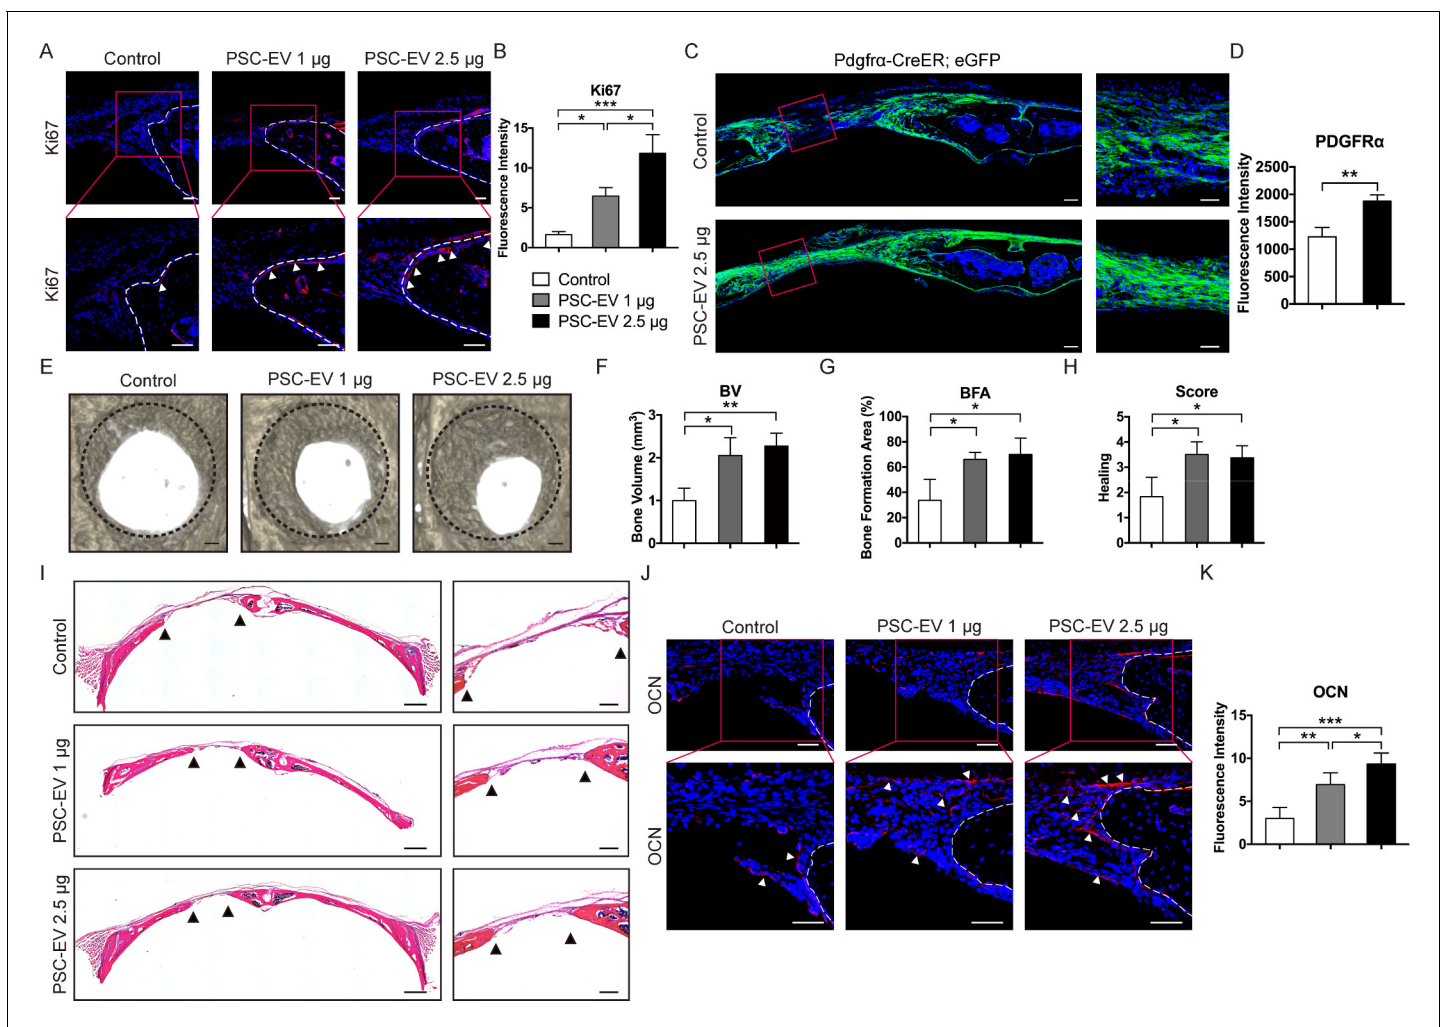 A
Control
PSC-EV 1 µg
PSC-EV 2.5 µg
Ki67
Ki67
B
Ki67
***
*
*
Fluorescence Intensity
15
10
5
0
Control
PSC-EV 1 µg
PSC-EV 2.5 µg
C
Pdgfrα-CreER; eGFP
Control
PSC-EV 2.5 µg
D
PDGFRα
**
Fluorescence Intensity
2500
2000
1500
1000
500
0
E
Control
PSC-EV 1 µg
PSC-EV 2.5 µg
F
BV
**
*
Bone Volume (mm³)
3
2
1
0
G
BFA
*
*
Bone Formation Area (%)
100
80
60
40
20
0
H
Score
*
*
Healing
5
4
3
2
1
0
I
Control
PSC-EV 1 µg
PSC-EV 2.5 µg
J
Control
PSC-EV 1 µg
PSC-EV 2.5 µg
OCN
OCN
K
OCN
***
**
*
Fluorescence Intensity
15
10
5
0